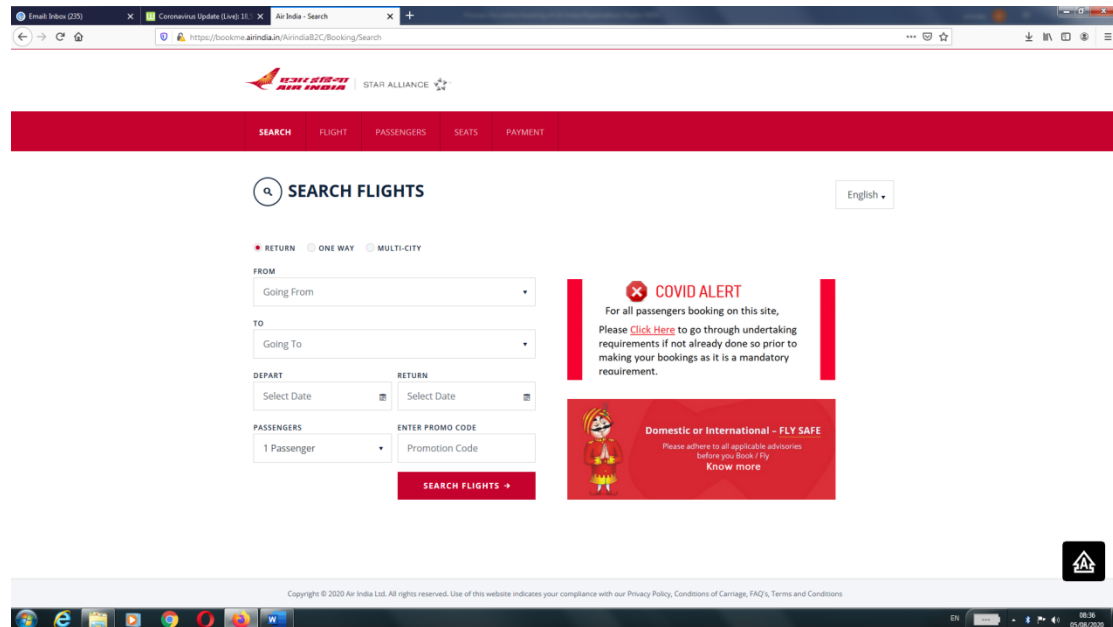 Email: Inbox (235)
Coronavirus Update (Live): 18,5
Air India - Search
https://bookme.airindia.in/AirindiaB2C/Booking/Search
एअर इंडिया
AIR INDIA
STAR ALLIANCE
SEARCH FLIGHT PASSENGERS SEATS PAYMENT
SEARCH FLIGHTS
English
RETURN ONE WAY MULTI-CITY
FROM
Going From
TO
Going To
DEPART RETURN
Select Date Select Date
PASSENGERS ENTER PROMO CODE
1 Passenger Promotion Code
SEARCH FLIGHTS →
COVID ALERT
For all passengers booking on this site,
Please Click Here to go through undertaking
requirements if not already done so prior to
making your bookings as it is a mandatory
requirement.
Domestic or International – FLY SAFE
Please adhere to all applicable advisories
before you Book / Fly
Know more
Copyright © 2020 Air India Ltd. All rights reserved. Use of this website indicates your compliance with our Privacy Policy, Conditions of Carriage, FAQ's, Terms and Conditions
EN
08:36
05/08/2020